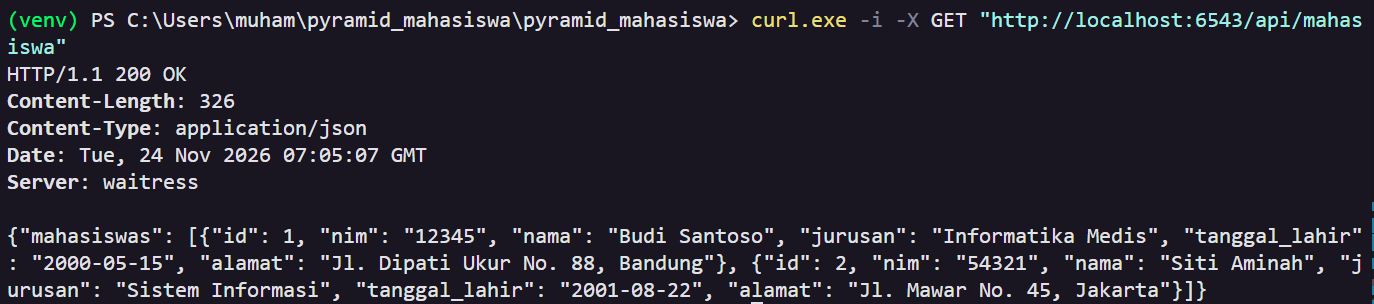 (venv) PS C:\Users\muham\pyramid_mahasiswa\pyramid_mahasiswa> curl.exe -i -X GET "http://localhost:6543/api/mahas
iswa"
HTTP/1.1 200 OK
Content-Length: 326
Content-Type: application/json
Date: Tue, 24 Nov 2026 07:05:07 GMT
Server: waitress

{"mahasiswas": [{"id": 1, "nim": "12345", "nama": "Budi Santoso", "jurusan": "Informatika Medis", "tanggal_lahir"
: "2000-05-15", "alamat": "Jl. Dipati Ukur No. 88, Bandung"}, {"id": 2, "nim": "54321", "nama": "Siti Aminah", "j
urusan": "Sistem Informasi", "tanggal_lahir": "2001-08-22", "alamat": "Jl. Mawar No. 45, Jakarta"}]}